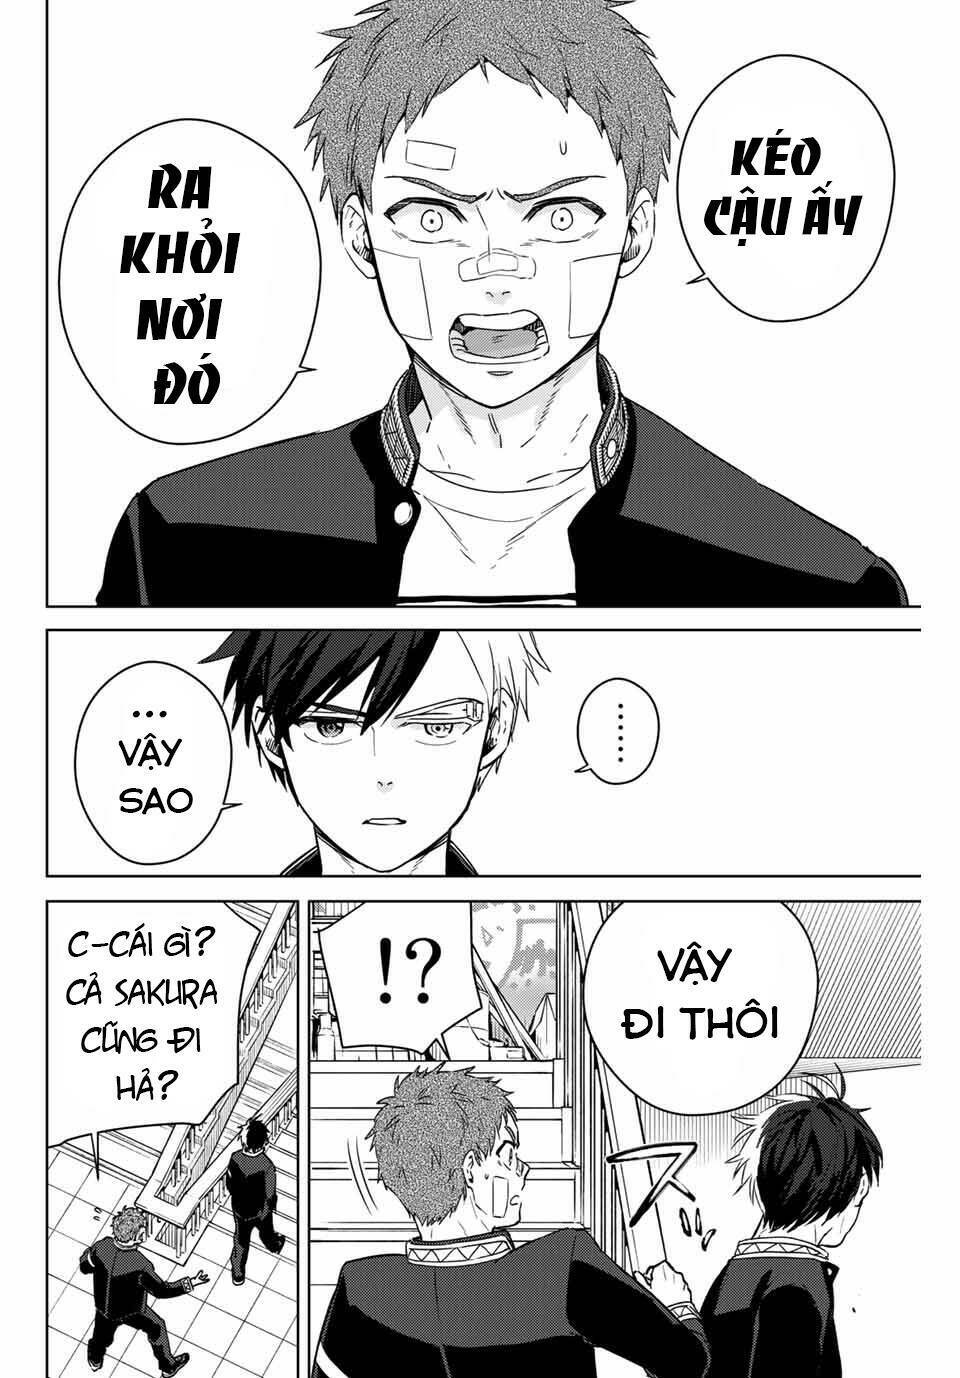 KÉO
CẬU ẤY
RA
KHỎI
NƠI
ĐÓ
......
...
VẬY
SAO
VẬY
ĐI THÔI
!?
ス
C-CÁI GÌ?
CẢ SAKURA
CŨNG ĐI
HẢ?